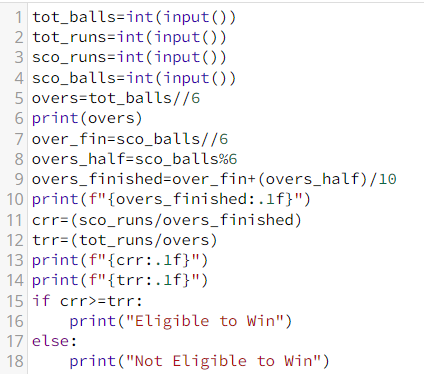 1 tot_balls=int(input())
2 tot_runs=int(input())
3 sco_runs=int(input())
4 sco_balls=int(input())
5 overs=tot_balls//6
6 print(overs)
7 over_fin=sco_balls//6
8 overs_half=sco_balls%6
9 overs_finished=over_fin+(overs_half)/10
10 print(f"{overs_finished:.1f}")
11 crr=(sco_runs/overs_finished)
12 trr=(tot_runs/overs)
13 print(f"{crr:.1f}")
14 print(f"{trr:.1f}")
15 if crr>=trr:
16     print("Eligible to Win")
17 else:
18     print("Not Eligible to Win")